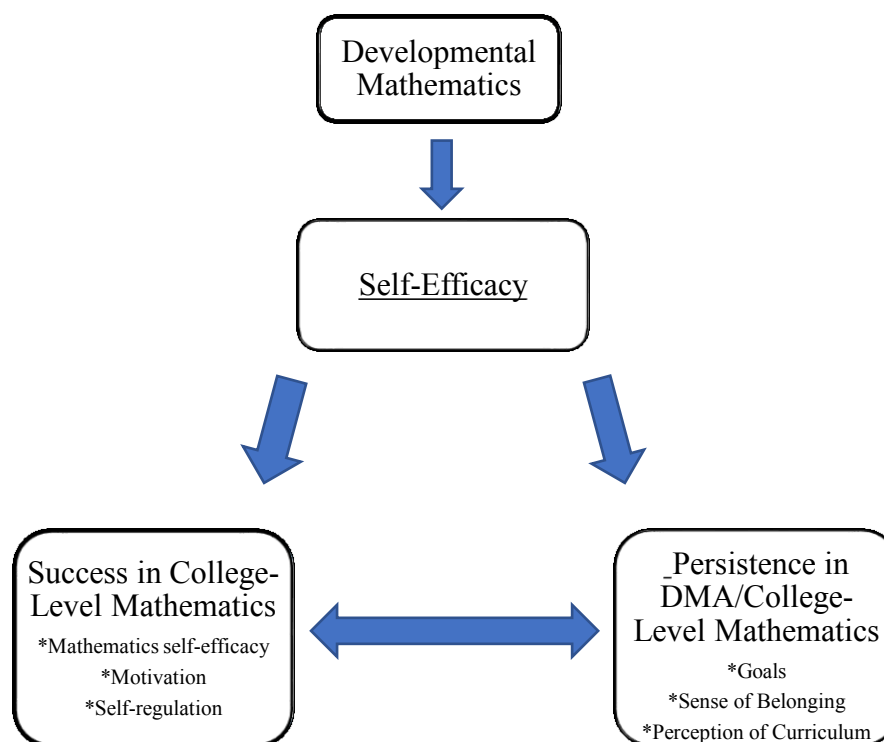 Developmental
Mathematics
Self-Efficacy
Success in College-
Level Mathematics
*Mathematics self-efficacy
*Motivation
*Self-regulation
_Persistence in
DMA/College-
Level Mathematics
*Goals
*Sense of Belonging
*Perception of Curriculum